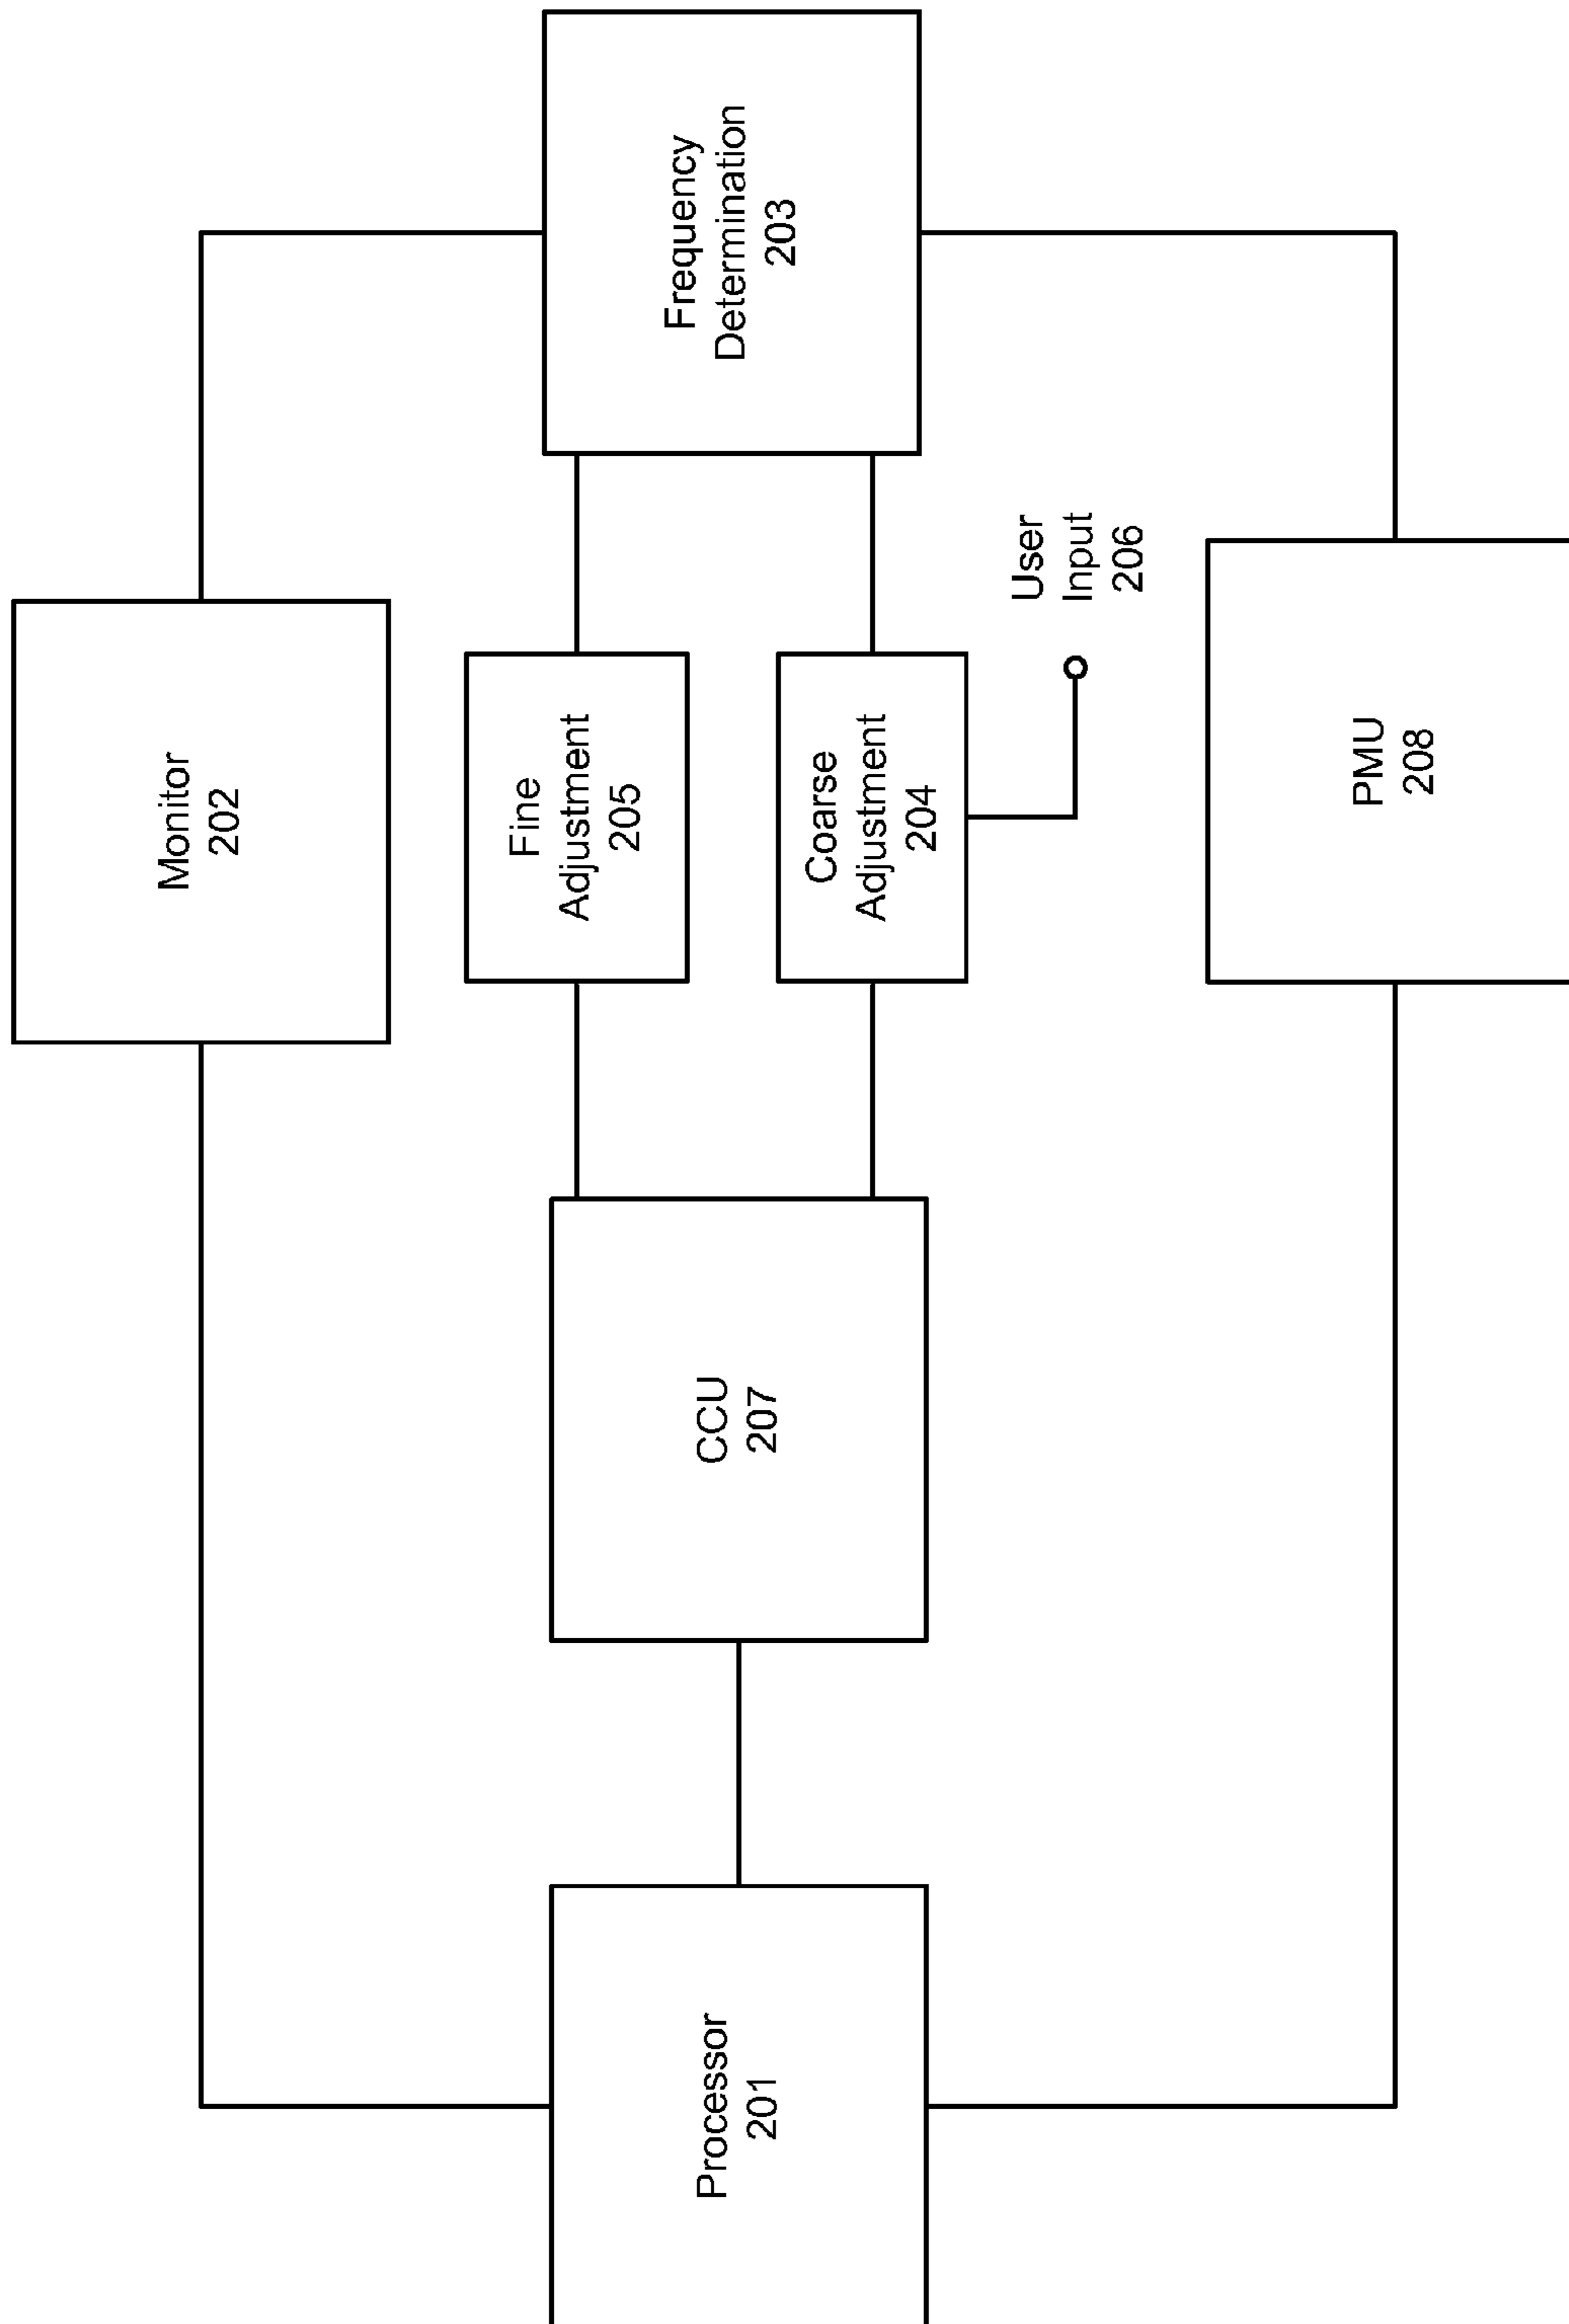 Monitor
202
Frequency
Determination
203
Fine
Adjustment
205
Coarse
Adjustment
204
User
Input
206
CCU
207
Processor
201
PMU
208